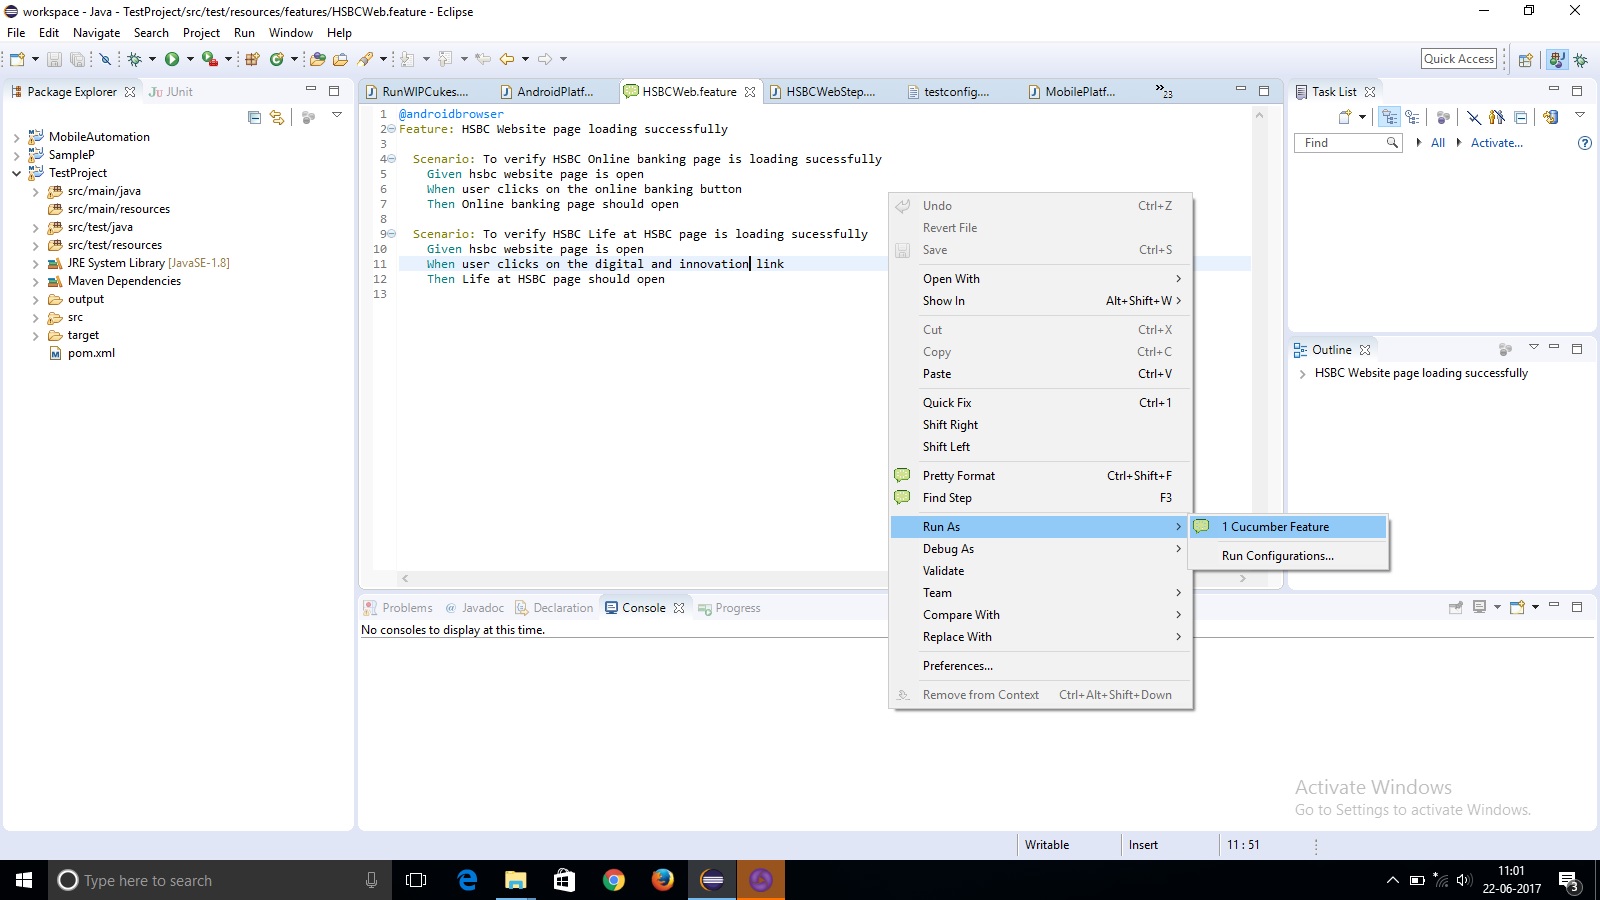 workspace - Java - TestProject/src/test/resources/features/HSBCWeb.feature - Eclipse
File Edit Navigate Search Project Run Window Help
Quick Access
Package Explorer
JUnit
MobileAutomation
SampleP
TestProject
src/main/java
src/main/resources
src/test/java
src/test/resources
JRE System Library [JavaSE-1.8]
Maven Dependencies
output
src
target
pom.xml
RunWIPCukes.... AndroidPlatf... HSBCWeb.feature HSBCWebStep.... testconfig.... MobilePlatf... »23
1 @androidbrowser
2 Feature: HSBC Website page loading successfully
3
4 Scenario: To verify HSBC Online banking page is loading sucessfully
5 Given hsbc website page is open
6 When user clicks on the online banking button
7 Then Online banking page should open
8
9 Scenario: To verify HSBC Life at HSBC page is loading sucessfully
10 Given hsbc website page is open
11 When user clicks on the digital and innovation link
12 Then Life at HSBC page should open
13
Undo Ctrl+Z
Revert File
Save Ctrl+S
Open With
Show In Alt+Shift+W
Cut Ctrl+X
Copy Ctrl+C
Paste Ctrl+V
Quick Fix Ctrl+1
Shift Right
Shift Left
Pretty Format Ctrl+Shift+F
Find Step F3
Run As
Debug As
Validate
Team
Compare With
Replace With
Preferences...
Remove from Context Ctrl+Alt+Shift+Down
1 Cucumber Feature
Run Configurations...
Task List
Find All Activate...
Outline
HSBC Website page loading successfully
Problems @ Javadoc Declaration Console Progress
No consoles to display at this time.
Activate Windows
Go to Settings to activate Windows.
Writable Insert 11 : 51
Type here to search
11:01
22-06-2017
3